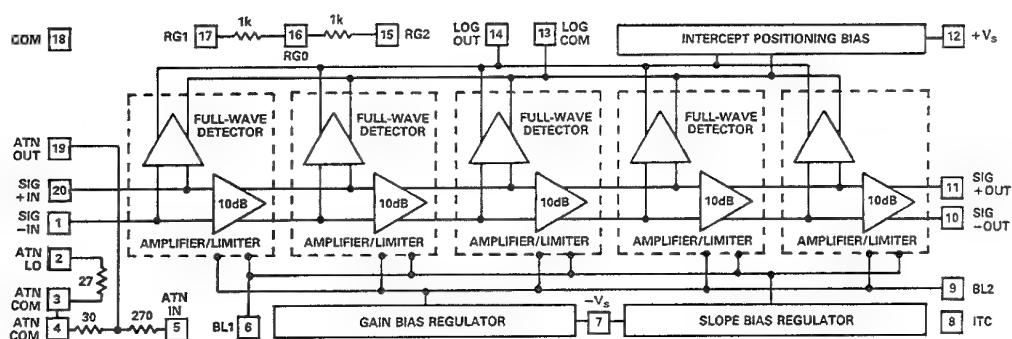 COM 18
RG1 17 1k 16 1k 15 RG2
RG0
LOG OUT 14
13 LOG COM
INTERCEPT POSITIONING BIAS
12 +Vs
FULL-WAVE DETECTOR
FULL-WAVE DETECTOR
FULL-WAVE DETECTOR
FULL-WAVE DETECTOR
ATN OUT 19
SIG +IN 20
SIG -IN 1
10dB
10dB
10dB
10dB
10dB
11 SIG +OUT
10 SIG -OUT
AMPLIFIER/LIMITER
AMPLIFIER/LIMITER
AMPLIFIER/LIMITER
AMPLIFIER/LIMITER
AMPLIFIER/LIMITER
ATN LO 2
27
ATN COM 3
ATN COM 4
30
270
ATN IN 5
BL1 6
GAIN BIAS REGULATOR
-Vs
7
SLOPE BIAS REGULATOR
9 BL2
8 ITC